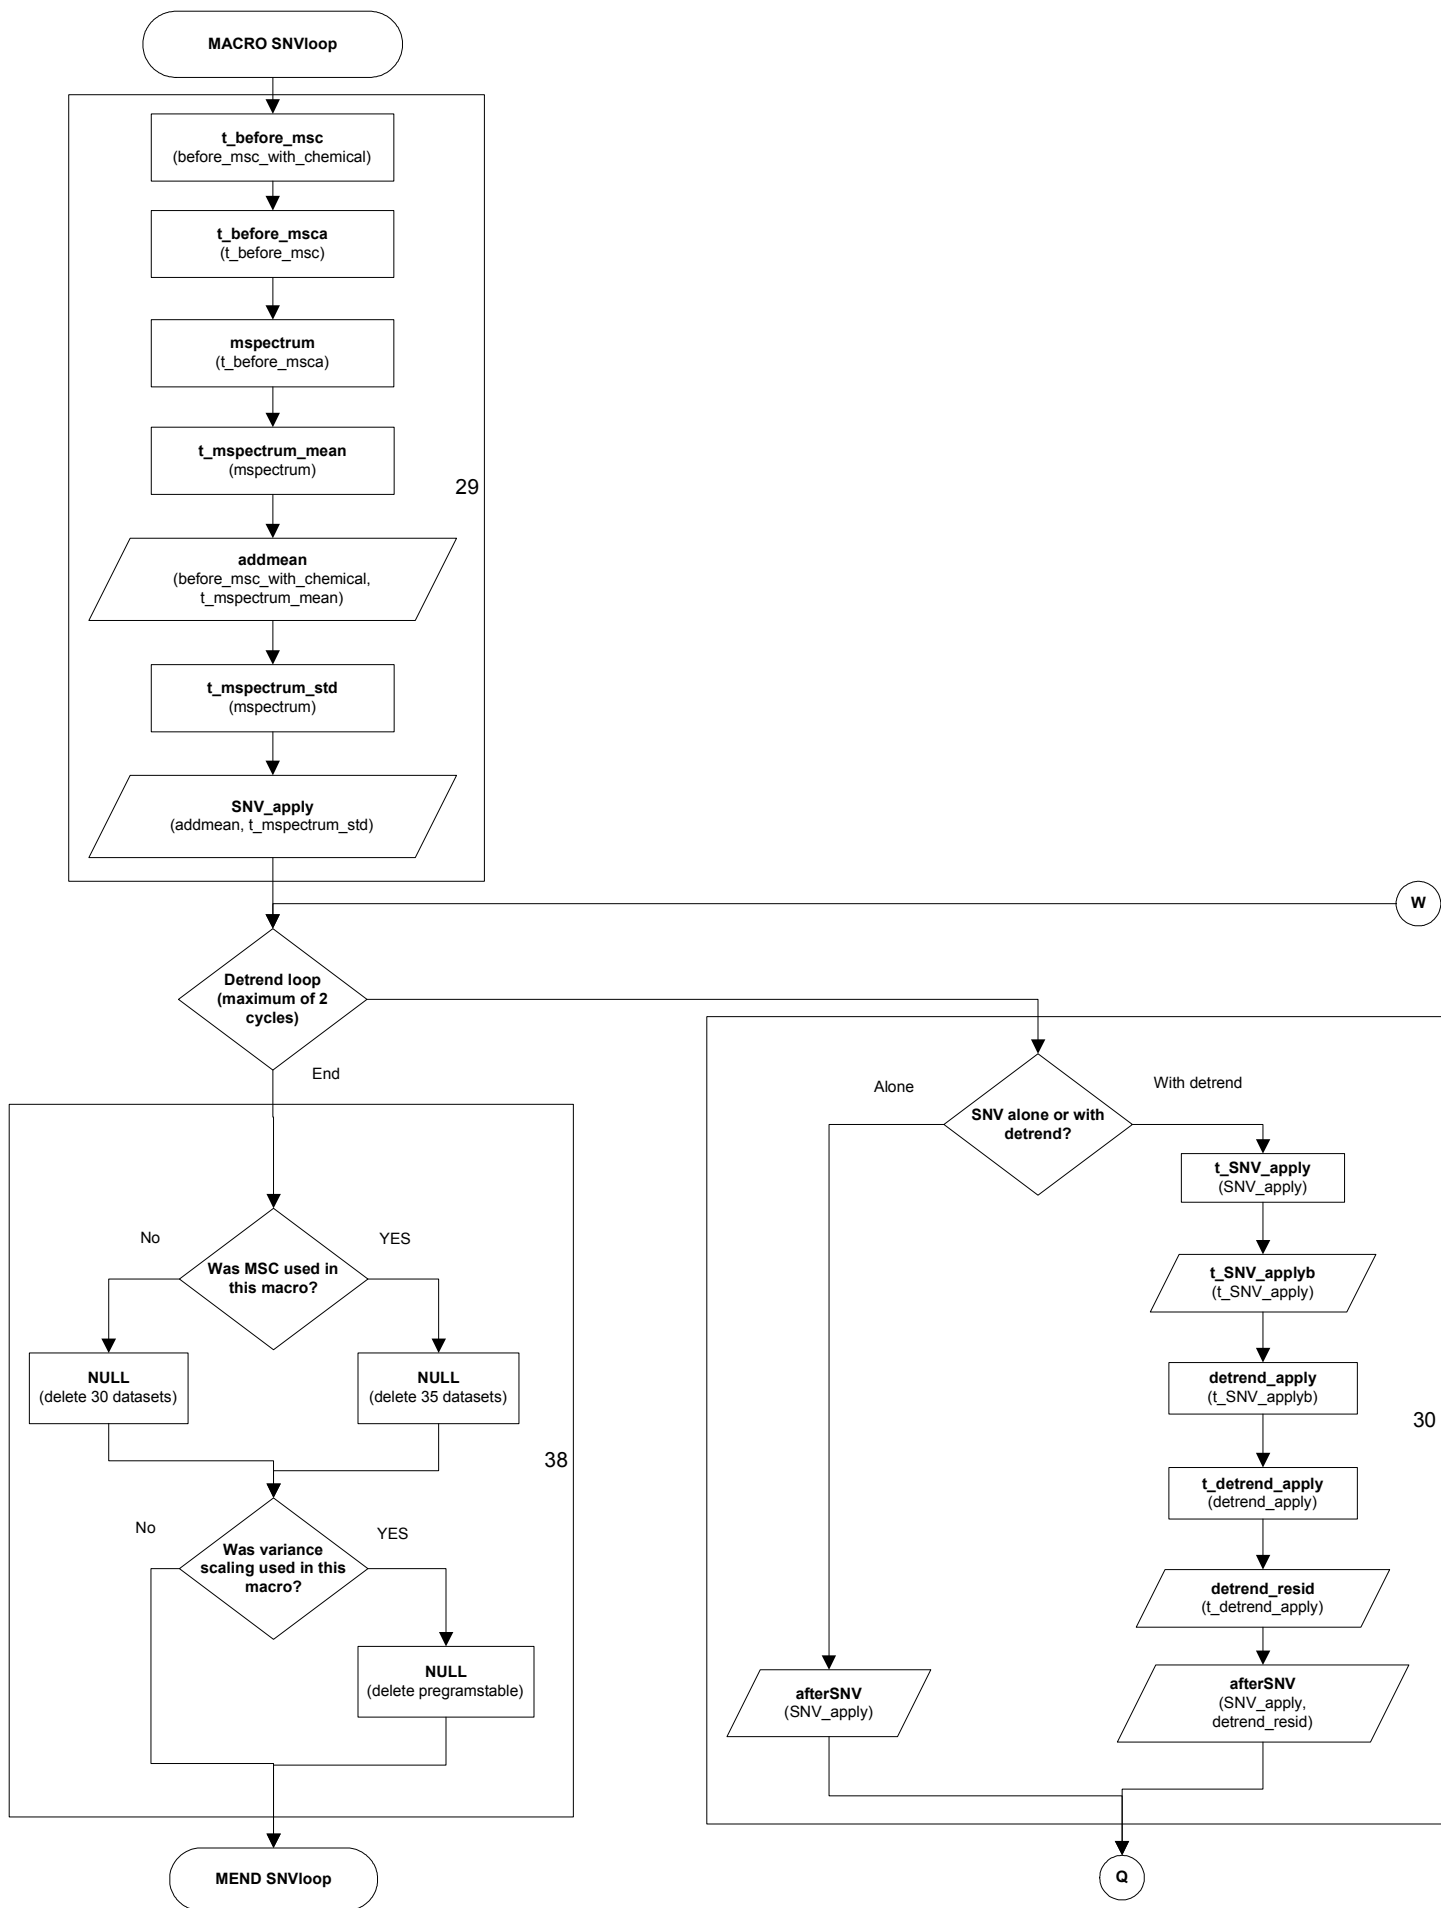 MACRO SNVloop
t_before_msc
(before_msc_with_chemical)
t_before_msca
(t_before_msc)
mspectrum
(t_before_msca)
t_mspectrum_mean
(mspectrum)
29
addmean
(before_msc_with_chemical,
t_mspectrum_mean)
t_mspectrum_std
(mspectrum)
SNV_apply
(addmean, t_mspectrum_std)
W
Detrend loop
(maximum of 2
cycles)
End
Was MSC used in
this macro?
No
YES
NULL
(delete 30 datasets)
NULL
(delete 35 datasets)
38
Was variance
scaling used in this
macro?
No
YES
NULL
(delete pregramstable)
MEND SNVloop
SNV alone or with
detrend?
Alone
With detrend
t_SNV_apply
(SNV_apply)
t_SNV_applyb
(t_SNV_apply)
detrend_apply
(t_SNV_applyb)
30
t_detrend_apply
(detrend_apply)
detrend_resid
(t_detrend_apply)
afterSNV
(SNV_apply)
afterSNV
(SNV_apply,
detrend_resid)
Q